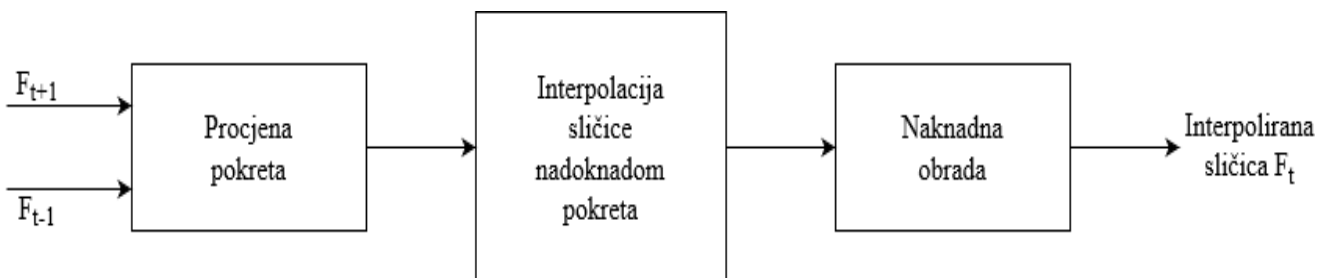 F_{t+1}
F_{t-1}
Procjena
pokreta
Interpolacija
sličice
nadoknadom
pokreta
Naknadna
obrada
Interpolirana
sličica F_t